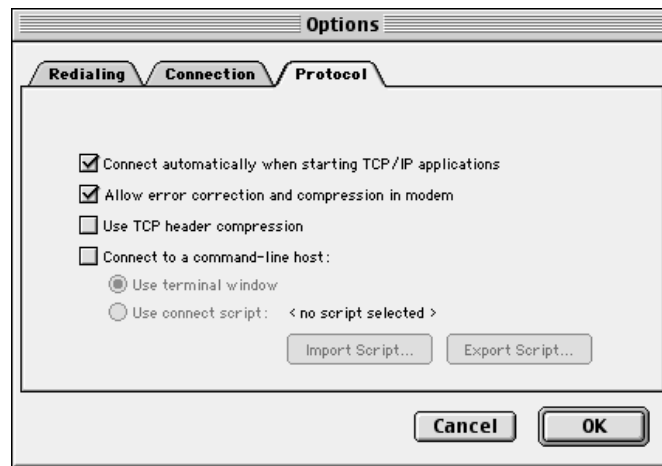 Options
Redialing Connection Protocol
Connect automatically when starting TCP/IP applications
Allow error correction and compression in modem
Use TCP header compression
Connect to a command-line host:
Use terminal window
Use connect script: < no script selected >
Import Script... Export Script...
Cancel OK